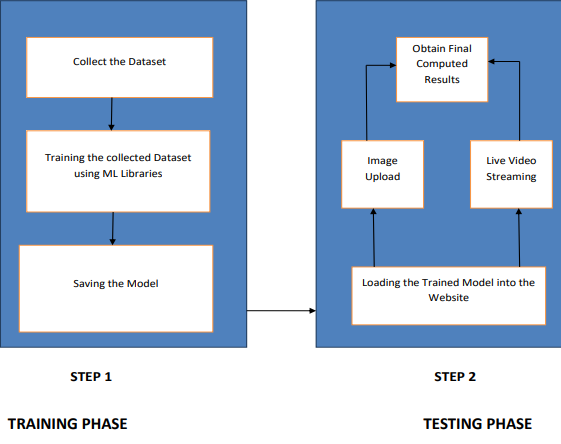 Collect the Dataset
Training the collected Dataset
using ML Libraries
Saving the Model
STEP 1
TRAINING PHASE
Obtain Final
Computed
Results
Image
Upload
Live Video
Streaming
Loading the Trained Model into the
Website
STEP 2
TESTING PHASE